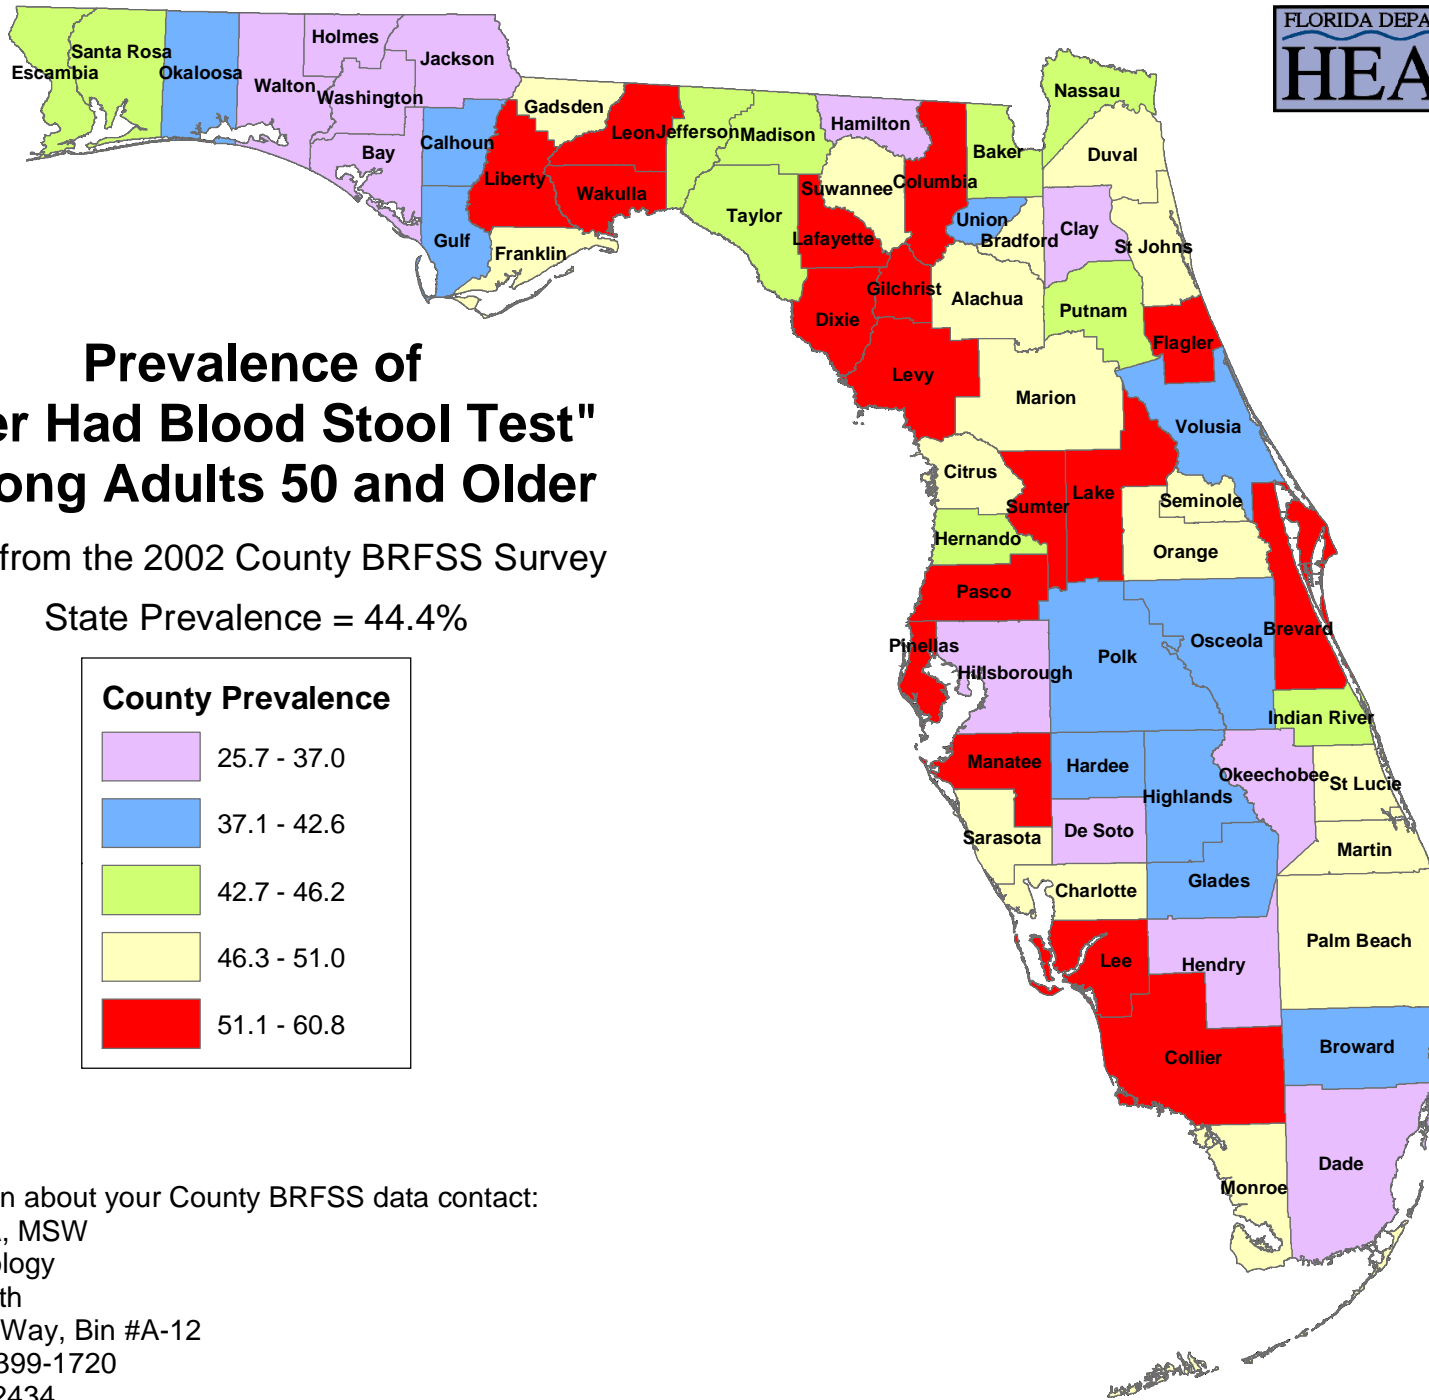 FLORIDA DEPA
HEA
Holmes
Santa Rosa
Jackson
Escambia
Okaloosa
Walton
Washington
Gadsden
Nassau
Leon
Jefferson
Madison
Hamilton
Calhoun
Bay
Baker
Duval
Liberty
Wakulla
Suwannee
Columbia
Taylor
Union
Clay
Gulf
Franklin
Lafayette
Bradford
St Johns
Gilchrist
Alachua
Putnam
Dixie
Flagler
Prevalence of
er Had Blood Stool Test"
ong Adults 50 and Older
from the 2002 County BRFSS Survey
State Prevalence = 44.4%
Levy
Marion
Volusia
Citrus
Lake
Seminole
Sumter
Hernando
Orange
Pasco
Brevard
Pinellas
Polk
Osceola
Hillsborough
Indian River
Manatee
Hardee
Okeechobee
St Lucie
Highlands
Sarasota
De Soto
Martin
Charlotte
Glades
Palm Beach
Lee
Hendry
Broward
Collier
Dade
Monroe
County Prevalence
25.7 - 37.0
37.1 - 42.6
42.7 - 46.2
46.3 - 51.0
51.1 - 60.8
n about your County BRFSS data contact:
, MSW
ology
th
Way, Bin #A-12
399-1720
2434